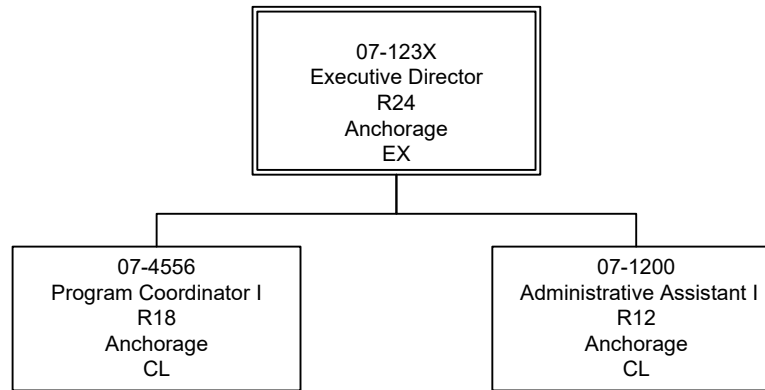 07-123X
Executive Director
R24
Anchorage
EX
07-4556
Program Coordinator I
R18
Anchorage
CL
07-1200
Administrative Assistant I
R12
Anchorage
CL